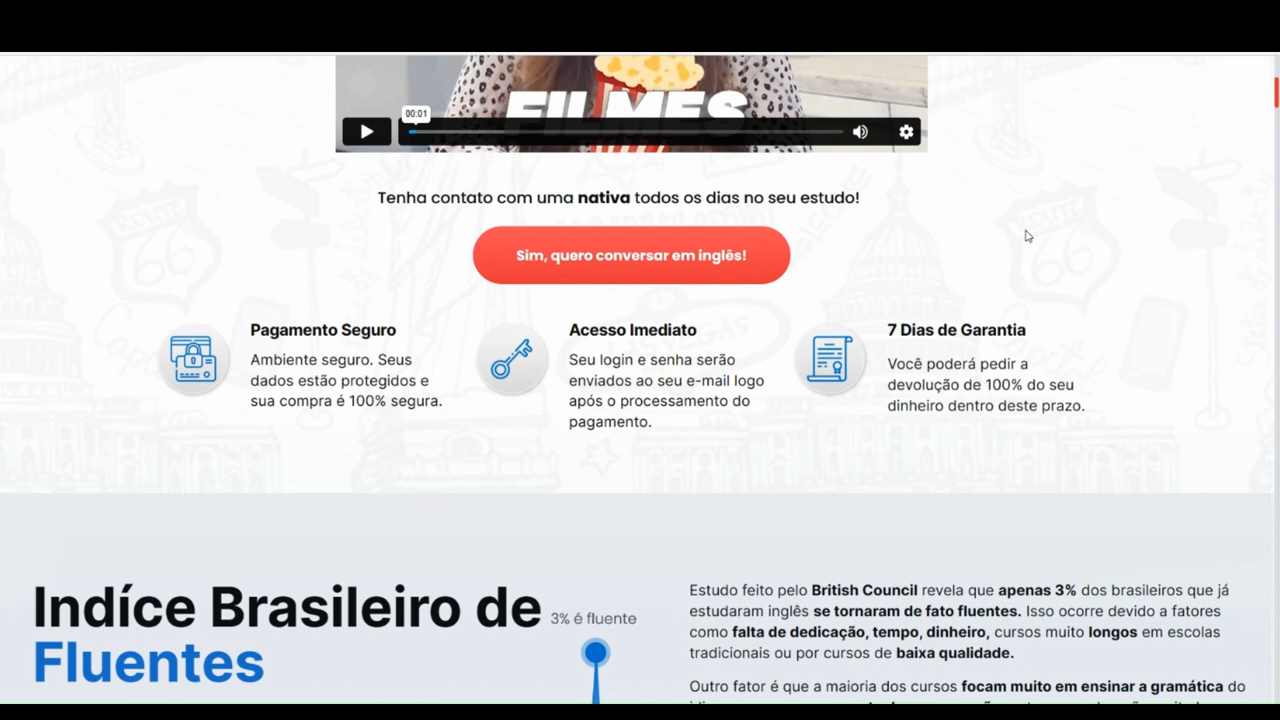 FILMES
00:01
Tenha contato com uma nativa todos os dias no seu estudo!
Sim, quero conversar em inglês!
Pagamento Seguro
Ambiente seguro. Seus
dados estão protegidos e
sua compra é 100% segura.
Acesso Imediato
Seu login e senha serão
enviados ao seu e-mail logo
após o processamento do
pagamento.
7 Dias de Garantia
Você poderá pedir a
devolução de 100% do seu
dinheiro dentro deste prazo.
Indíce Brasileiro de
Fluentes
3% é fluente
Estudo feito pelo British Council revela que apenas 3% dos brasileiros que já
estudaram inglês se tornaram de fato fluentes. Isso ocorre devido a fatores
como falta de dedicação, tempo, dinheiro, cursos muito longos em escolas
tradicionais ou por cursos de baixa qualidade.
Outro fator é que a maioria dos cursos focam muito em ensinar a gramática do